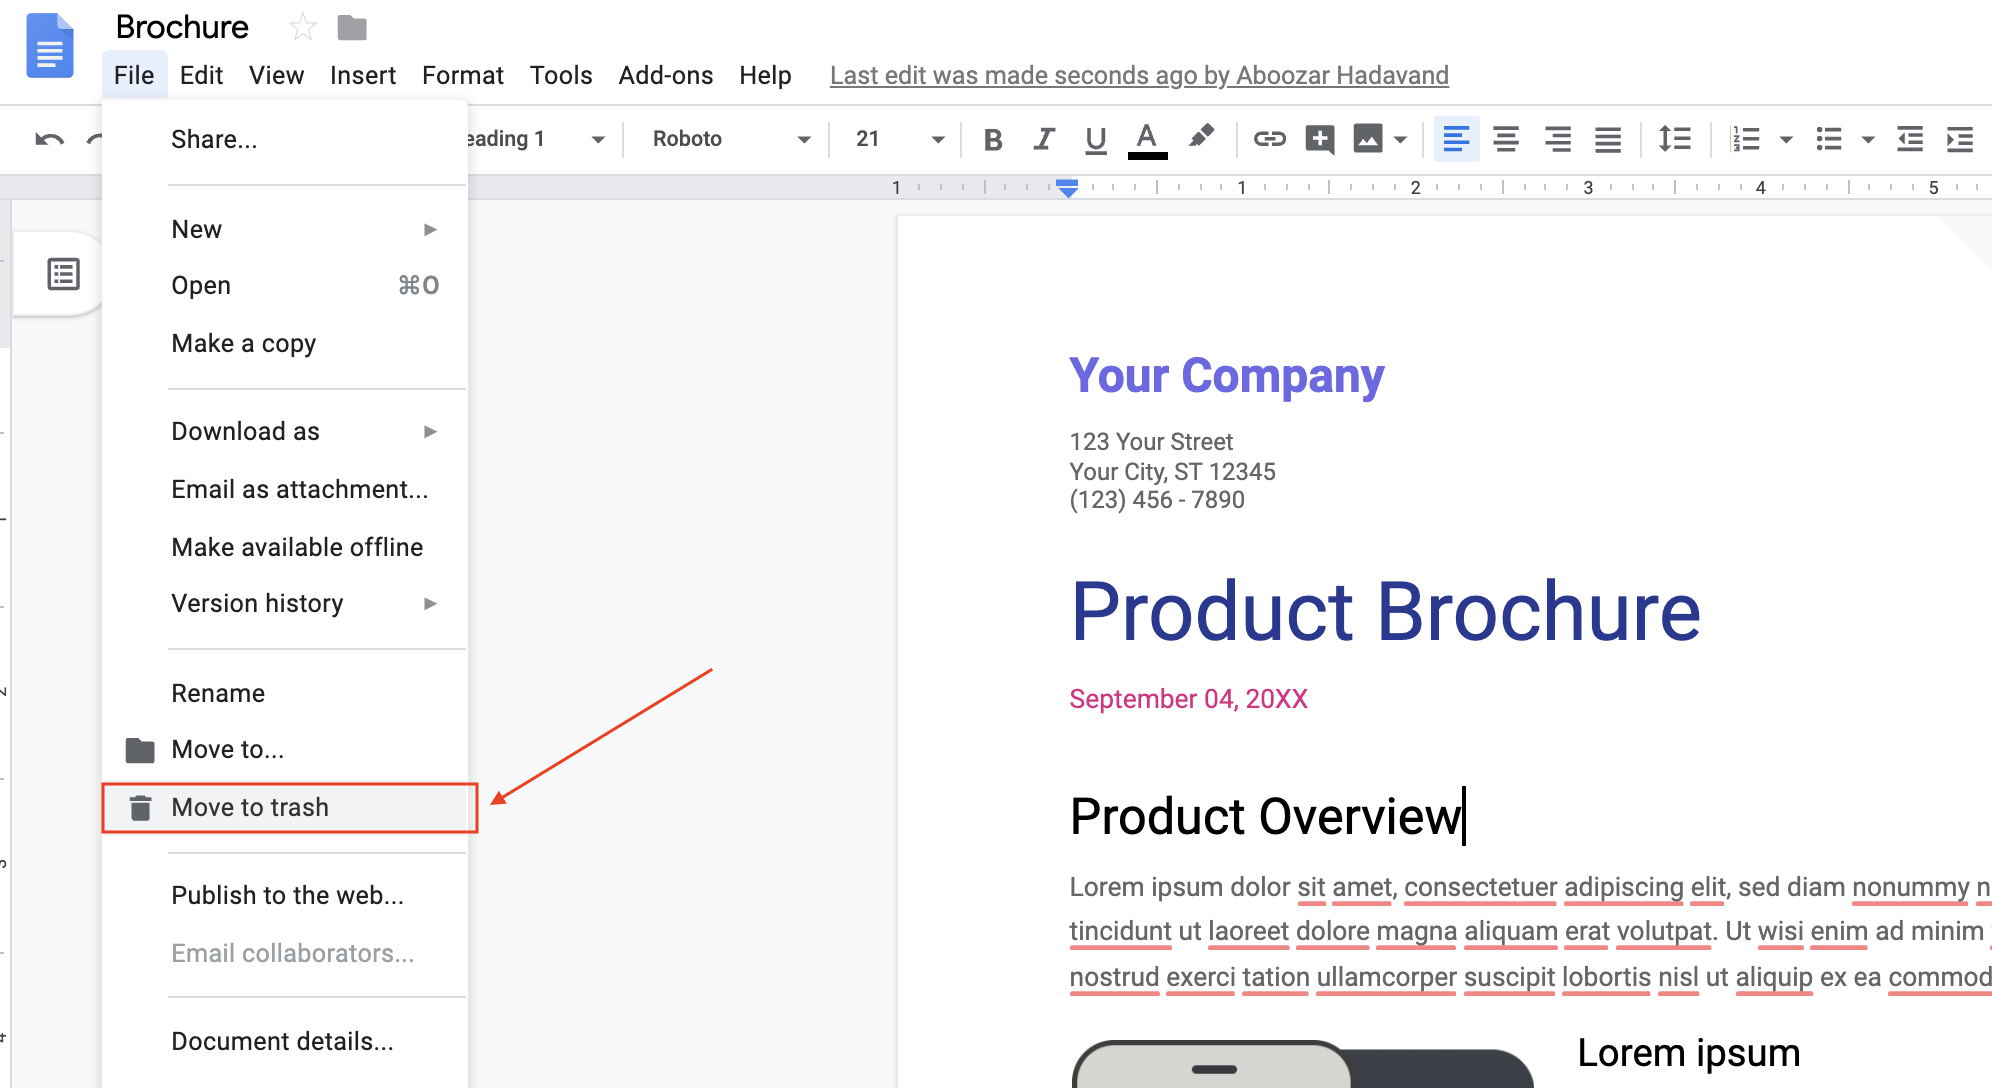 Brochure
File Edit View Insert Format Tools Add-ons Help Last edit was made seconds ago by Aboozar Hadavand
eading 1 Roboto 21 B I U A
1 1 2 3 4 5
Share...
New
Open ⌘O
Make a copy
Download as
Email as attachment...
Make available offline
Version history
Rename
Move to...
Move to trash
Publish to the web...
Email collaborators...
Document details...
2
3
4
Your Company
123 Your Street
Your City, ST 12345
(123) 456 - 7890
Product Brochure
September 04, 20XX
Product Overview
Lorem ipsum dolor sit amet, consectetuer adipiscing elit, sed diam nonummy n
tincidunt ut laoreet dolore magna aliquam erat volutpat. Ut wisi enim ad minim
nostrud exerci tation ullamcorper suscipit lobortis nisl ut aliquip ex ea commod
Lorem ipsum